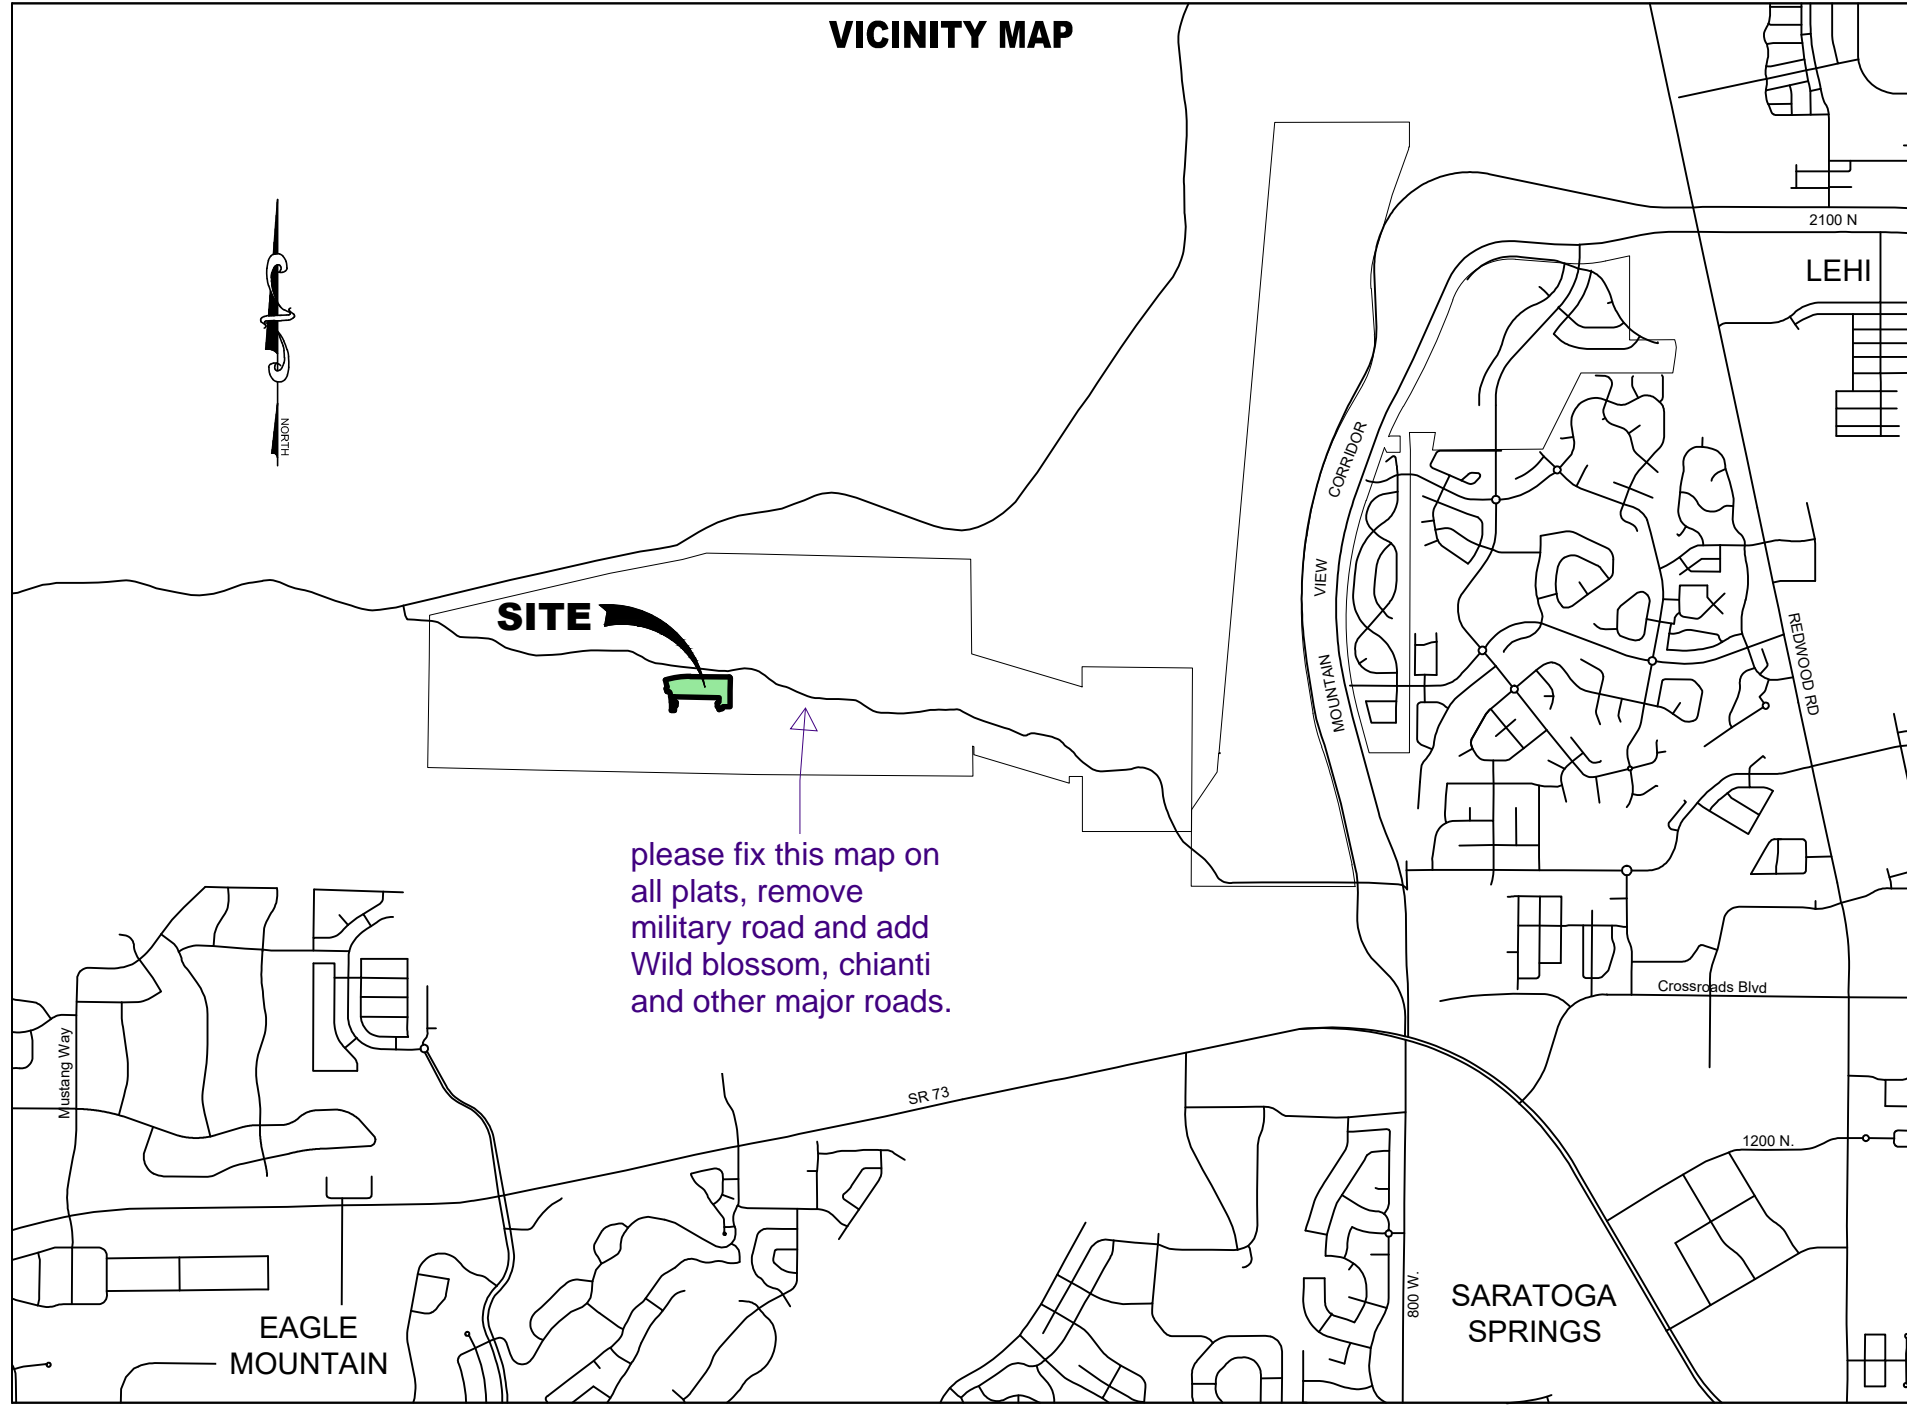 VICINITY MAP
2100 N
LEHI
NORTH
CORRIDOR
VIEW
MOUNTAIN
SITE
REDWOOD RD
please fix this map on
all plats, remove
military road and add
Wild blossom, chianti
and other major roads.
Crossroads Blvd
Mustang Way
SR 73
1200 N.
800 W.
SARATOGA
SPRINGS
EAGLE
MOUNTAIN